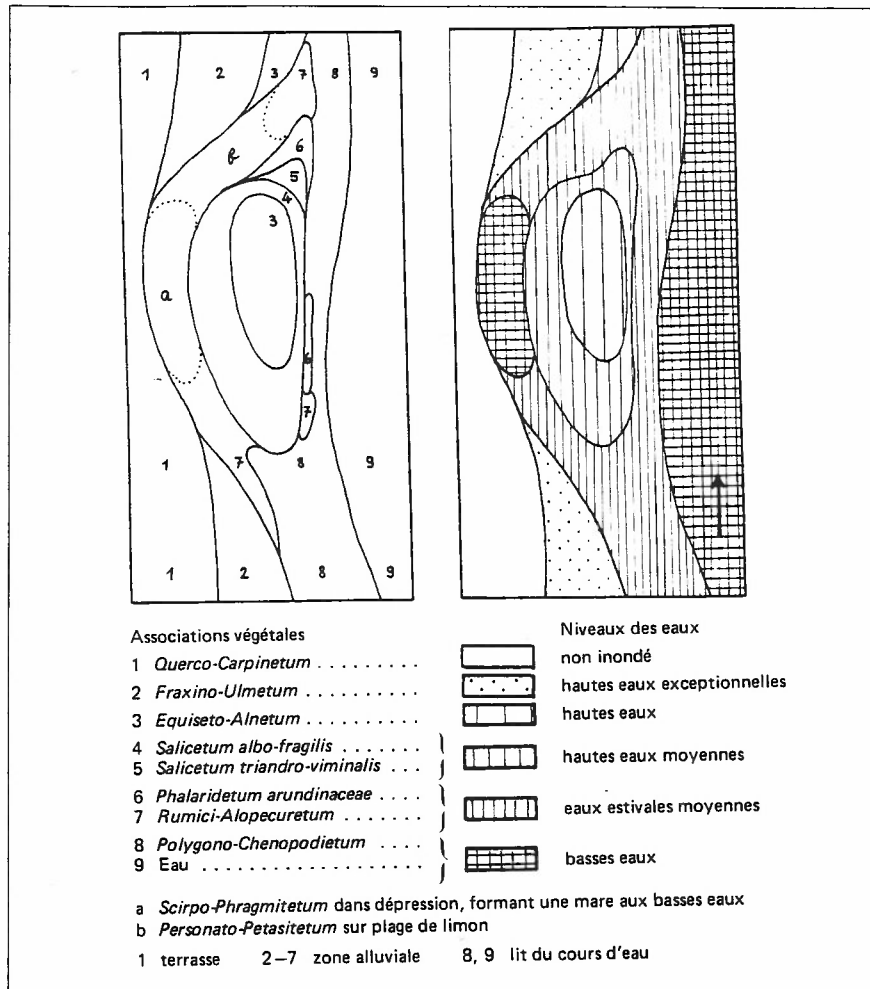 1 2 3 7 8 9
b 6
5
4
3
a
6
7
1 7 8 9
1 2 8 9
Associations végétales
1 Querco-Carpinetum . . . . . . . . .
2 Fraxino-Ulmetum . . . . . . . . . .
3 Equiseto-Alnetum . . . . . . . . . .
4 Salicetum albo-fragilis . . . . . . .
5 Salicetum triandro-viminalis . . .
6 Phalaridetum arundinaceae . . . .
7 Rumici-Alopecuretum . . . . . . .
8 Polygono-Chenopodietum . . . .
9 Eau . . . . . . . . . . . . . . . . . .
Niveaux des eaux
non inondé
hautes eaux exceptionnelles
hautes eaux
hautes eaux moyennes
eaux estivales moyennes
basses eaux
a Scirpo-Phragmitetum dans dépression, formant une mare aux basses eaux
b Personato-Petasitetum sur plage de limon
1 terrasse 2–7 zone alluviale 8, 9 lit du cours d'eau